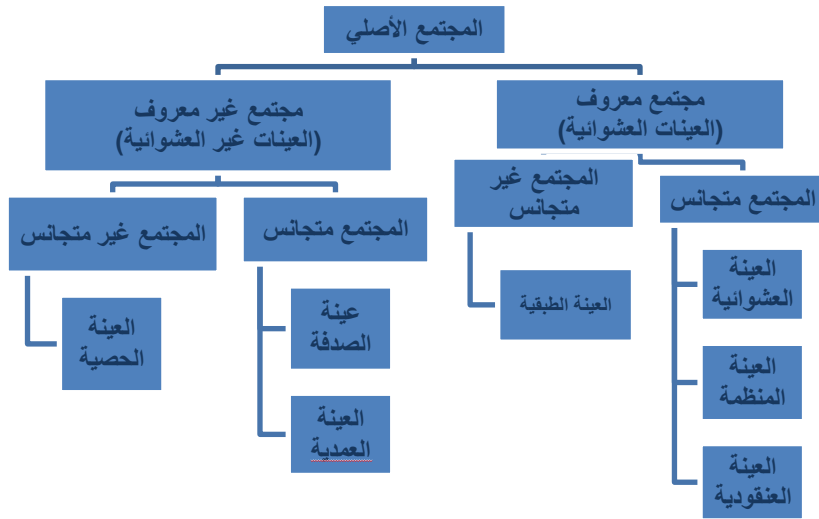 المجتمع الأصلي
مجتمع معروف
(العينات العشوائية)
مجتمع غير معروف
(العينات غير العشوائية)
المجتمع متجانس
المجتمع غير
متجانس
المجتمع متجانس
المجتمع غير متجانس
العينة
العشوائية
العينة
المنظمة
العينة
العنقودية
العينة الطبقية
عينة
الصدفة
العينة
العمدية
العينة
الحصية